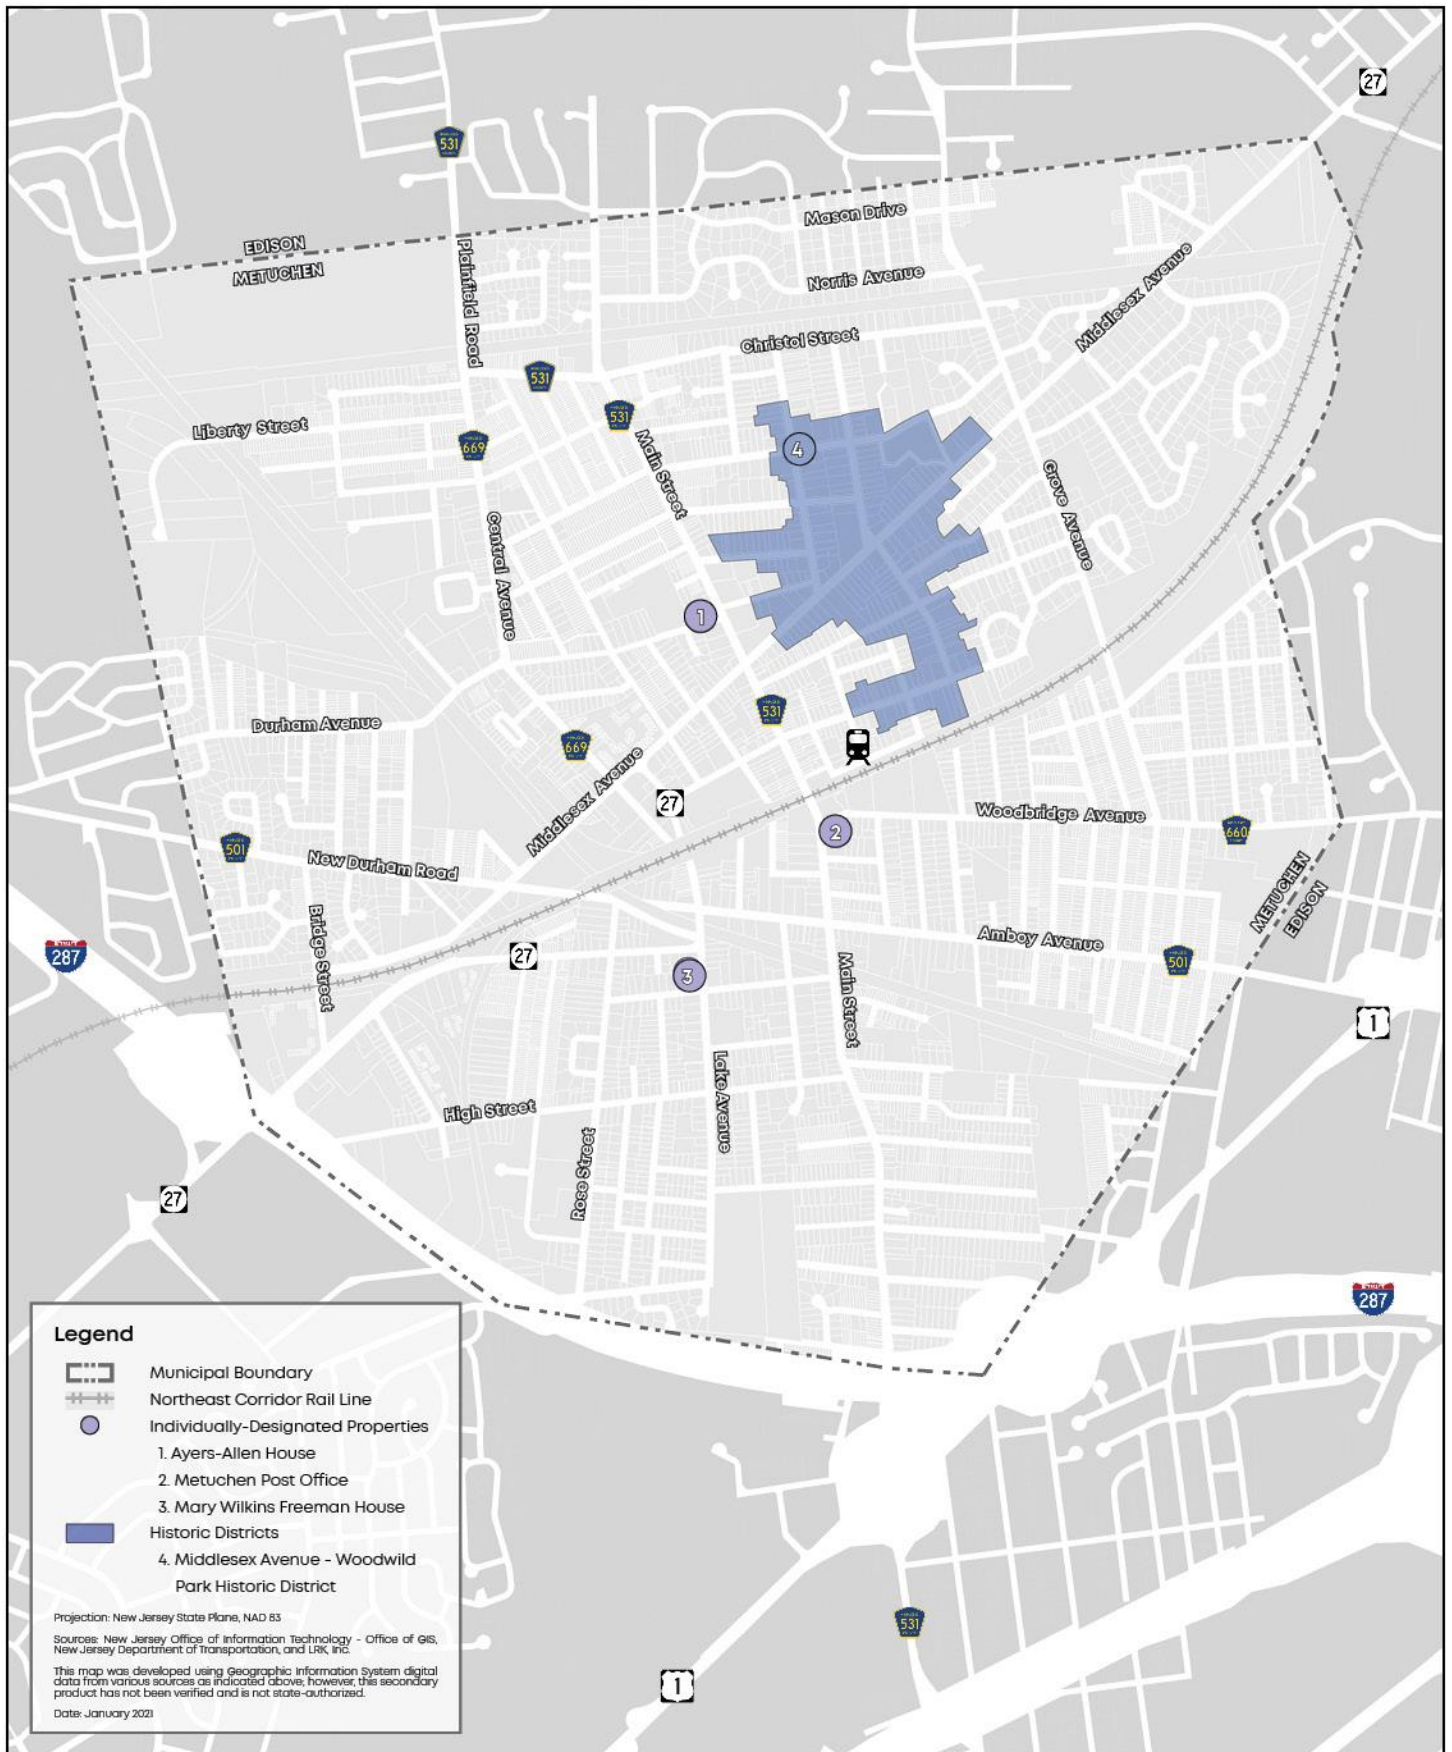 27
531
Mason Drive
EDISON
METUCHEN
Plainfield Road
Norris Avenue
Middlesex Avenue
Christol Street
531
531
Liberty Street
669
Main Street
4
Grove Avenue
Central Avenue
1
531
Durham Avenue
669
Middlesex Avenue
27
Woodbridge Avenue
660
2
501
New Durham Road
METUCHEN
EDISON
Bridge Street
287
27
Amboy Avenue
501
3
Main Street
1
Lake Avenue
High Street
Rose Street
27
287
Legend
Municipal Boundary
Northeast Corridor Rail Line
Individually-Designated Properties
1. Ayers-Allen House
2. Metuchen Post Office
3. Mary Wilkins Freeman House
Historic Districts
4. Middlesex Avenue - Woodwild
Park Historic District
Projection: New Jersey State Plane, NAD 83
Sources: New Jersey Office of Information Technology - Office of GIS,
New Jersey Department of Transportation, and LRK, Inc.
This map was developed using Geographic Information System digital
data from various sources as indicated above; however, this secondary
product has not been verified and is not state-authorized.
Date: January 2021
531
1